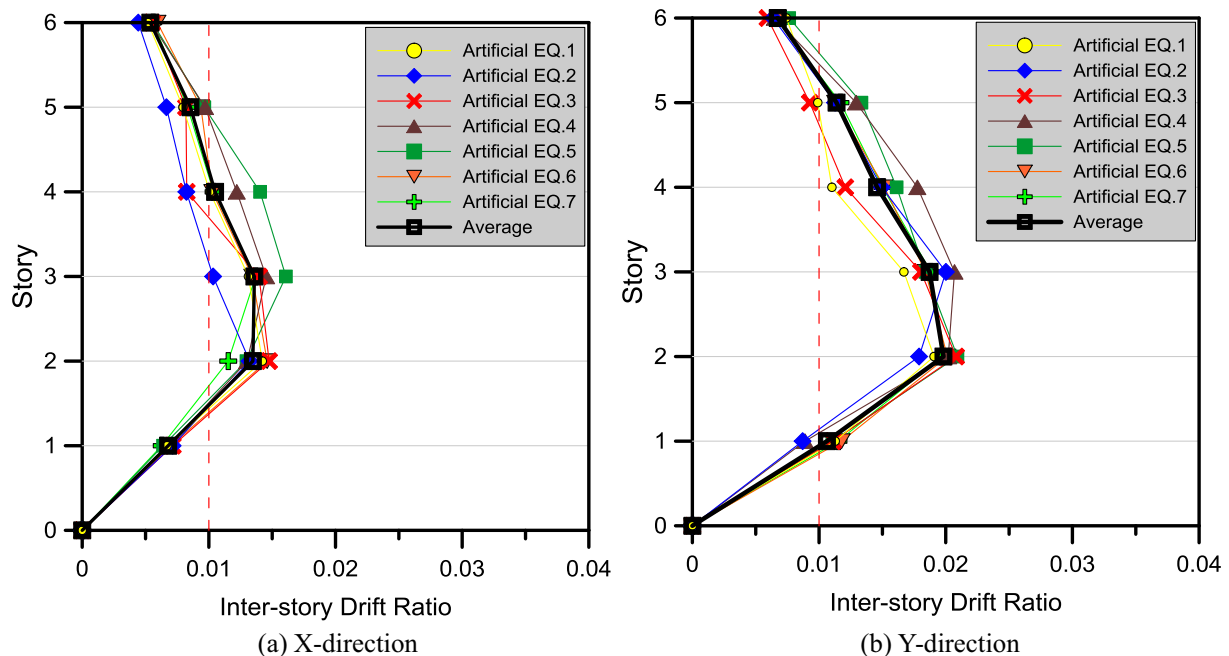 6
5
4
3
2
1
0
Story
0
0.01
0.02
0.03
0.04
Inter-story Drift Ratio
Artificial EQ.1
Artificial EQ.2
Artificial EQ.3
Artificial EQ.4
Artificial EQ.5
Artificial EQ.6
Artificial EQ.7
Average
(a) X-direction
6
5
4
3
2
1
0
Story
0
0.01
0.02
0.03
0.04
Inter-story Drift Ratio
Artificial EQ.1
Artificial EQ.2
Artificial EQ.3
Artificial EQ.4
Artificial EQ.5
Artificial EQ.6
Artificial EQ.7
Average
(b) Y-direction